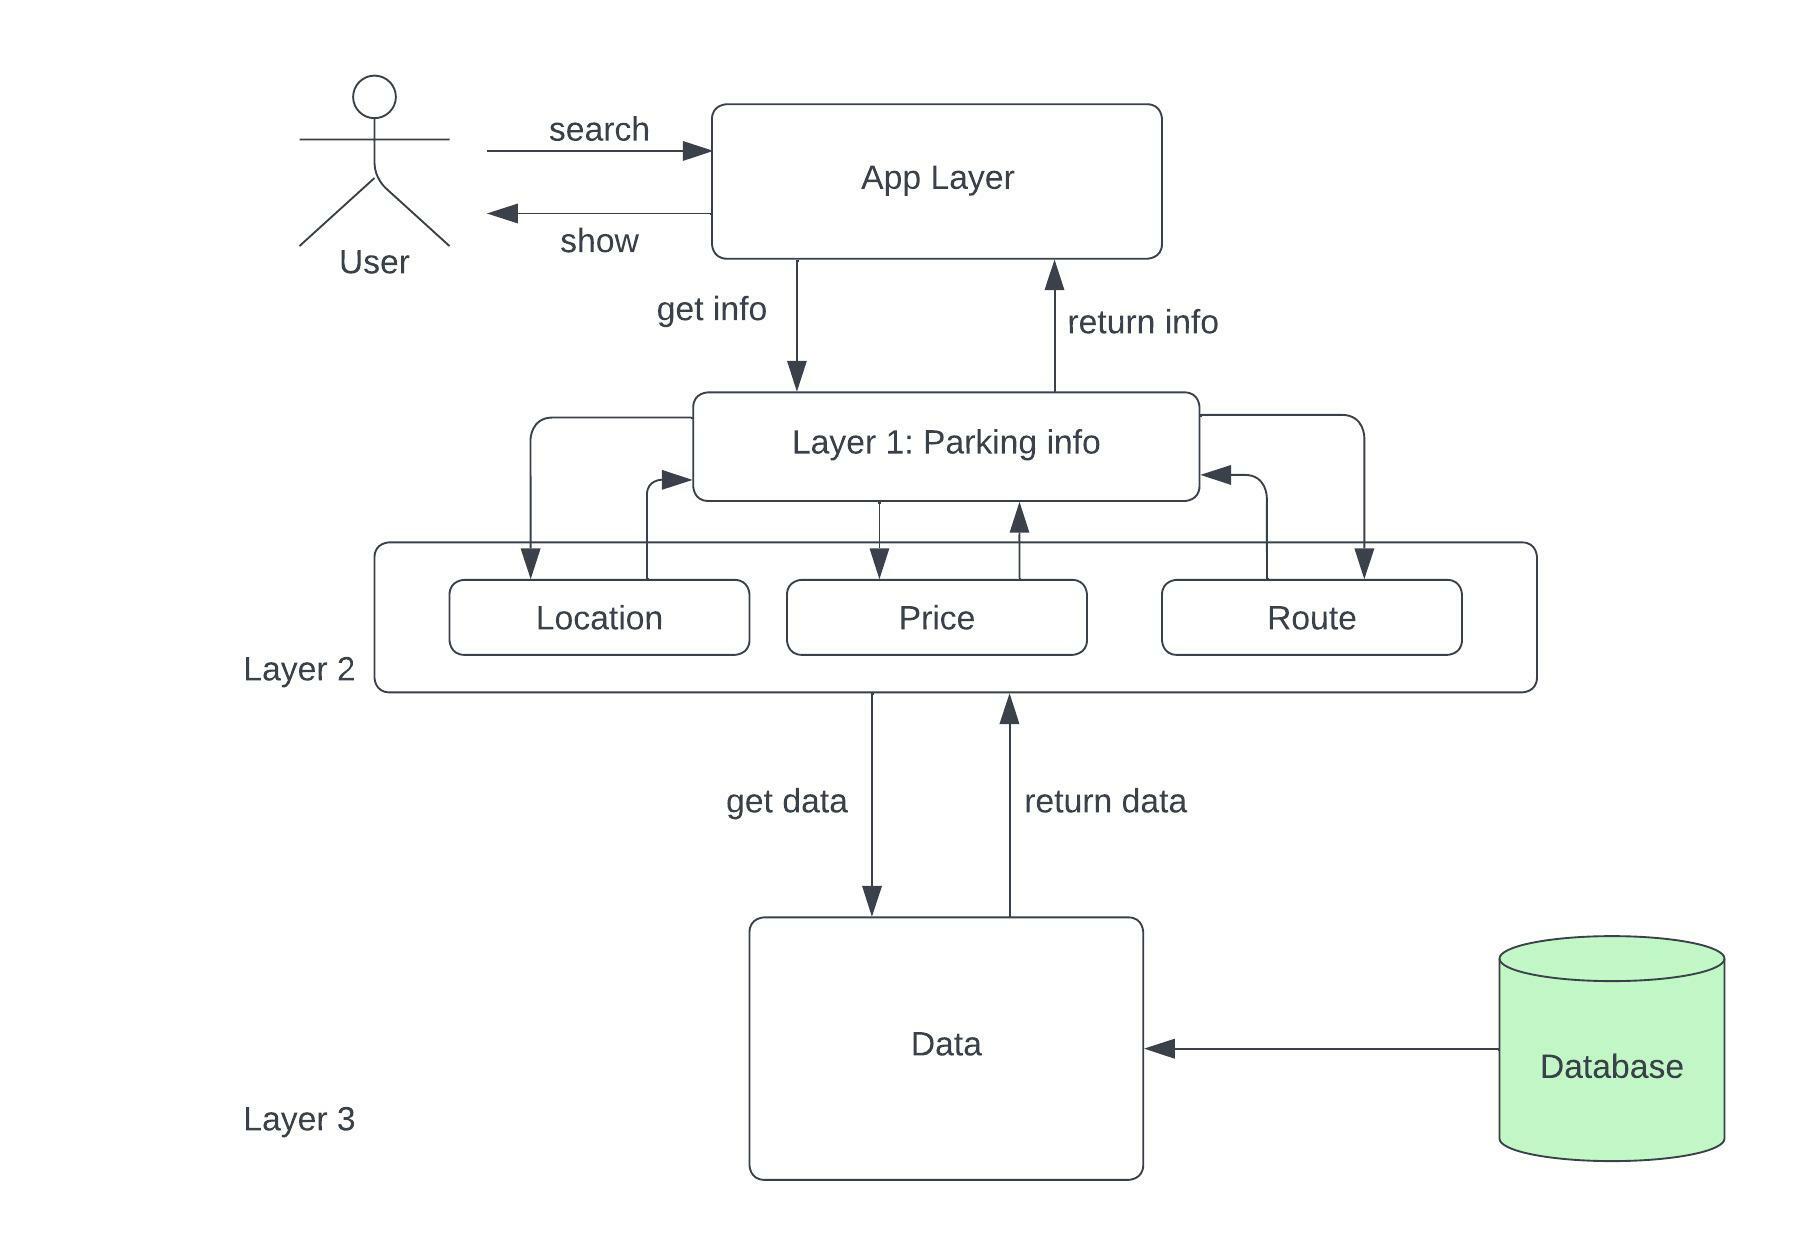 search
App Layer
show
User
get info
return info
Layer 1: Parking info
Location
Price
Route
Layer 2
get data
return data
Data
Database
Layer 3